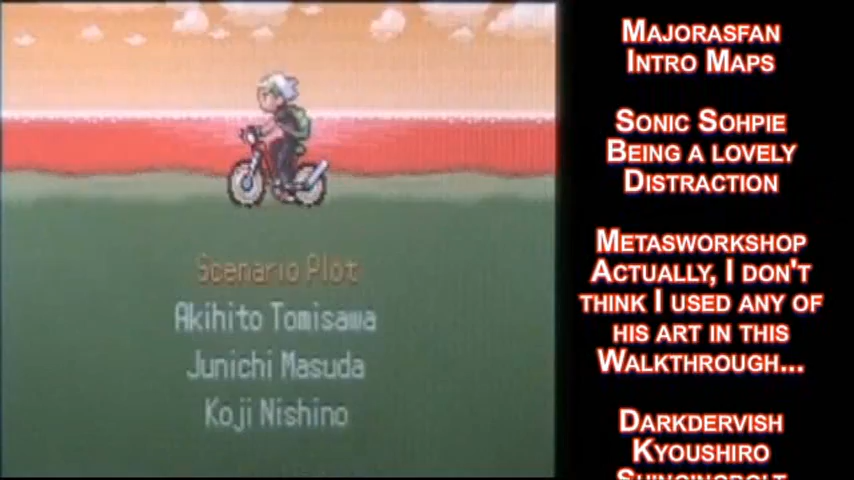 Scenario Plot
Akihito Tomisawa
Junichi Masuda
Koji Nishino
Majorasfan
Intro Maps
Sonic Sohpie
Being a lovely
Distraction
Metasworkshop
Actually, I don't
think I used any of
his art in this
Walkthrough...
Darkdervish
Kyoushiro